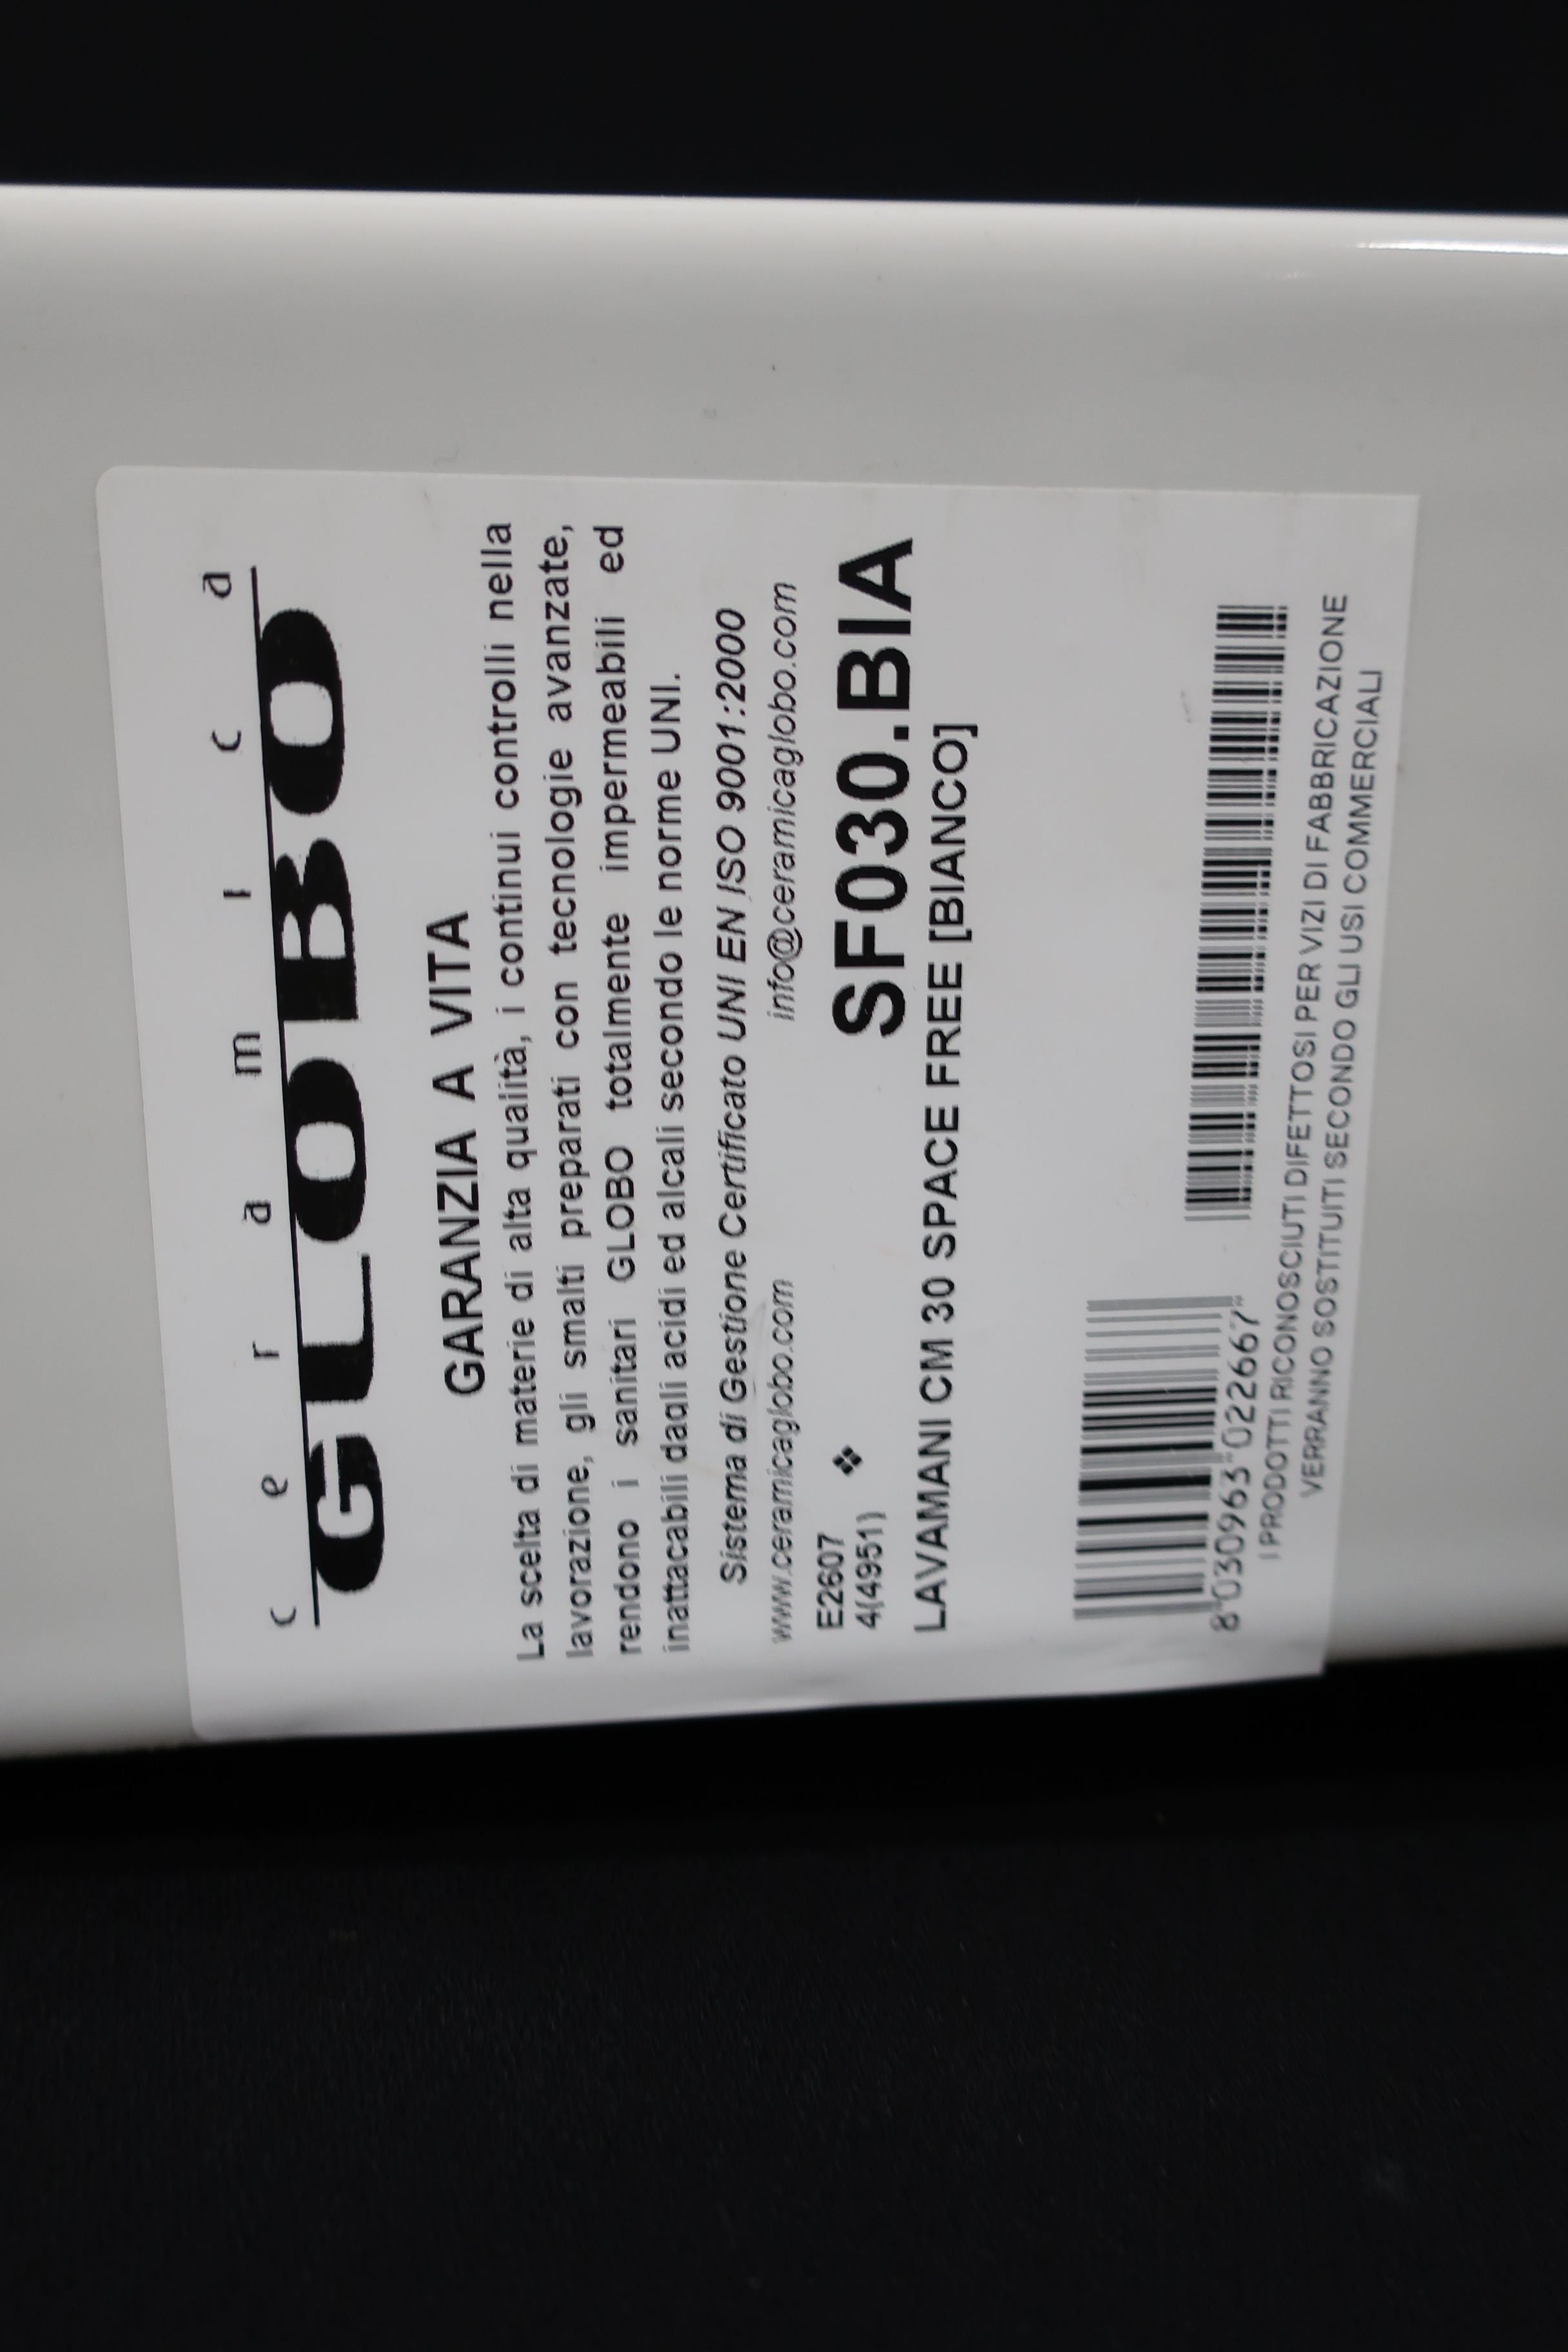 ceramica
GLOBO
GARANZIA A VITA
La scelta di materie di alta qualità, i continui controlli nella
lavorazione, gli smalti preparati con tecnologie avanzate,
rendono i sanitari GLOBO totalmente impermeabili ed
inattacabili dagli acidi ed alcali secondo le norme UNI.
Sistema di Gestione Certificato UNI EN ISO 9001:2000
www.ceramicaglobo.com info@ceramicaglobo.com
E2607
4(4951) ❖ SF030.BIA
LAVAMANI CM 30 SPACE FREE [BIANCO]
8 030963 022667
I PRODOTTI RICONOSCIUTI DIFETTOSI PER VIZI DI FABBRICAZIONE
VERRANNO SOSTITUITI SECONDO GLI USI COMMERCIALI